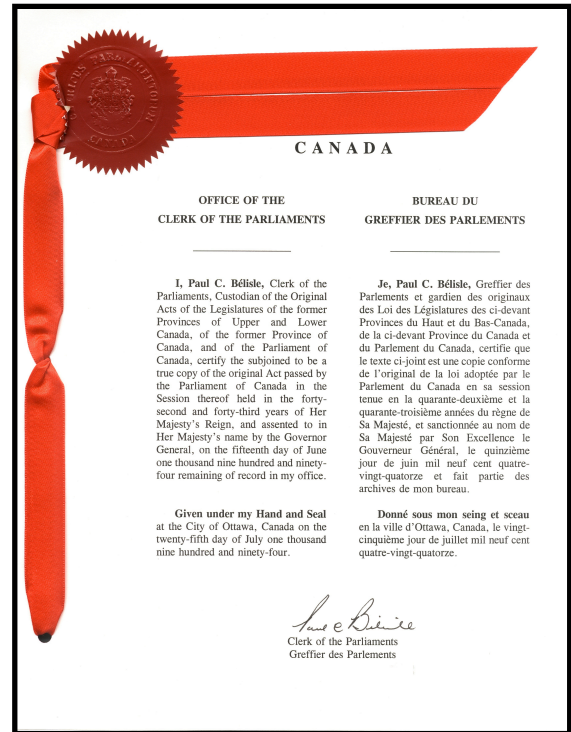 CANADA
OFFICE OF THE
CLERK OF THE PARLIAMENTS
I, Paul C. Bélisle, Clerk of the
Parliaments, Custodian of the Original
Acts of the Legislatures of the former
Provinces of Upper and Lower
Canada, of the former Province of
Canada, and of the Parliament of
Canada, certify the subjoined to be a
true copy of the original Act passed by
the Parliament of Canada in the
Session thereof held in the forty-
second and forty-third years of Her
Majesty's Reign, and assented to in
Her Majesty's name by the Governor
General, on the fifteenth day of June
one thousand nine hundred and ninety-
four remaining of record in my office.
Given under my Hand and Seal
at the City of Ottawa, Canada on the
twenty-fifth day of July one thousand
nine hundred and ninety-four.
BUREAU DU
GREFFIER DES PARLEMENTS
Je, Paul C. Bélisle, Greffier des
Parlements et gardien des originaux
des Loi des Législatures des ci-devant
Provinces du Haut et du Bas-Canada,
de la ci-devant Province du Canada et
du Parlement du Canada, certifie que
le texte ci-joint est une copie conforme
de l'original de la loi adoptée par le
Parlement du Canada en sa session
tenue en la quarante-deuxième et la
quarante-troisième années du règne de
Sa Majesté, et sanctionnée au nom de
Sa Majesté par Son Excellence le
Gouverneur Général, le quinzième
jour de juin mil neuf cent quatre-
vingt-quatorze et fait partie des
archives de mon bureau.
Donné sous mon seing et sceau
en la ville d'Ottawa, Canada, le vingt-
cinquième jour de juillet mil neuf cent
quatre-vingt-quatorze.
Paul C Bélisle
Clerk of the Parliaments
Greffier des Parlements